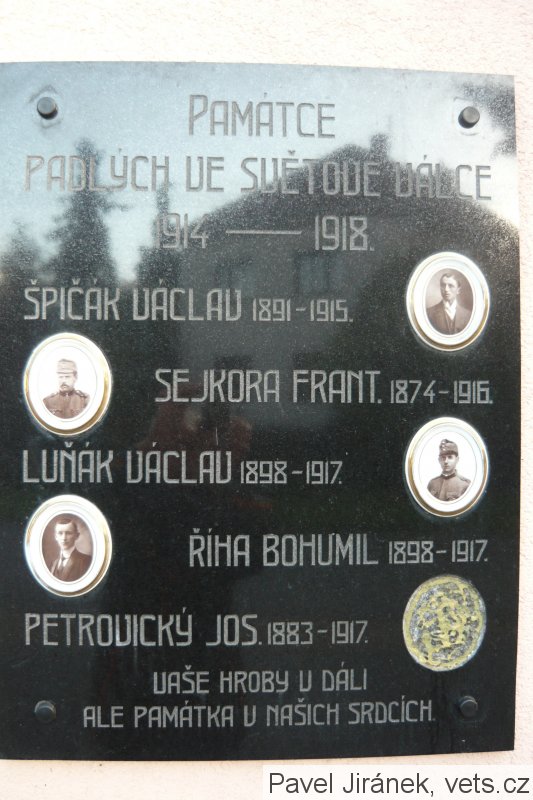 PAMÁTCE
PADLÝCH VE SVĚTOVÉ VÁLCE
1914 — 1918.
ŠPIČÁK VÁCLAV 1891-1915.
SEJKORA FRANT. 1874-1916.
LUŇÁK VÁCLAV 1898-1917.
ŘÍHA BOHUMIL 1898-1917.
PETROVICKÝ JOS. 1883-1917.
VAŠE HROBY V DÁLI
ALE PAMÁTKA V NAŠICH SRDCÍCH.
Pavel Jiránek, vets.cz